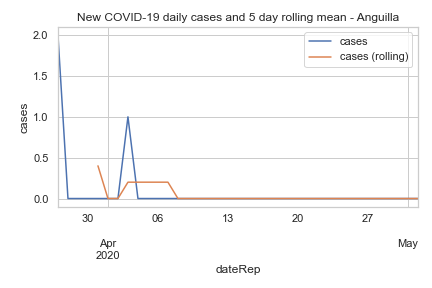 New COVID-19 daily cases and 5 day rolling mean - Anguilla
cases
cases (rolling)
2.0
1.5
1.0
0.5
0.0
cases
30 06 13 20 27
Apr May
2020
dateRep